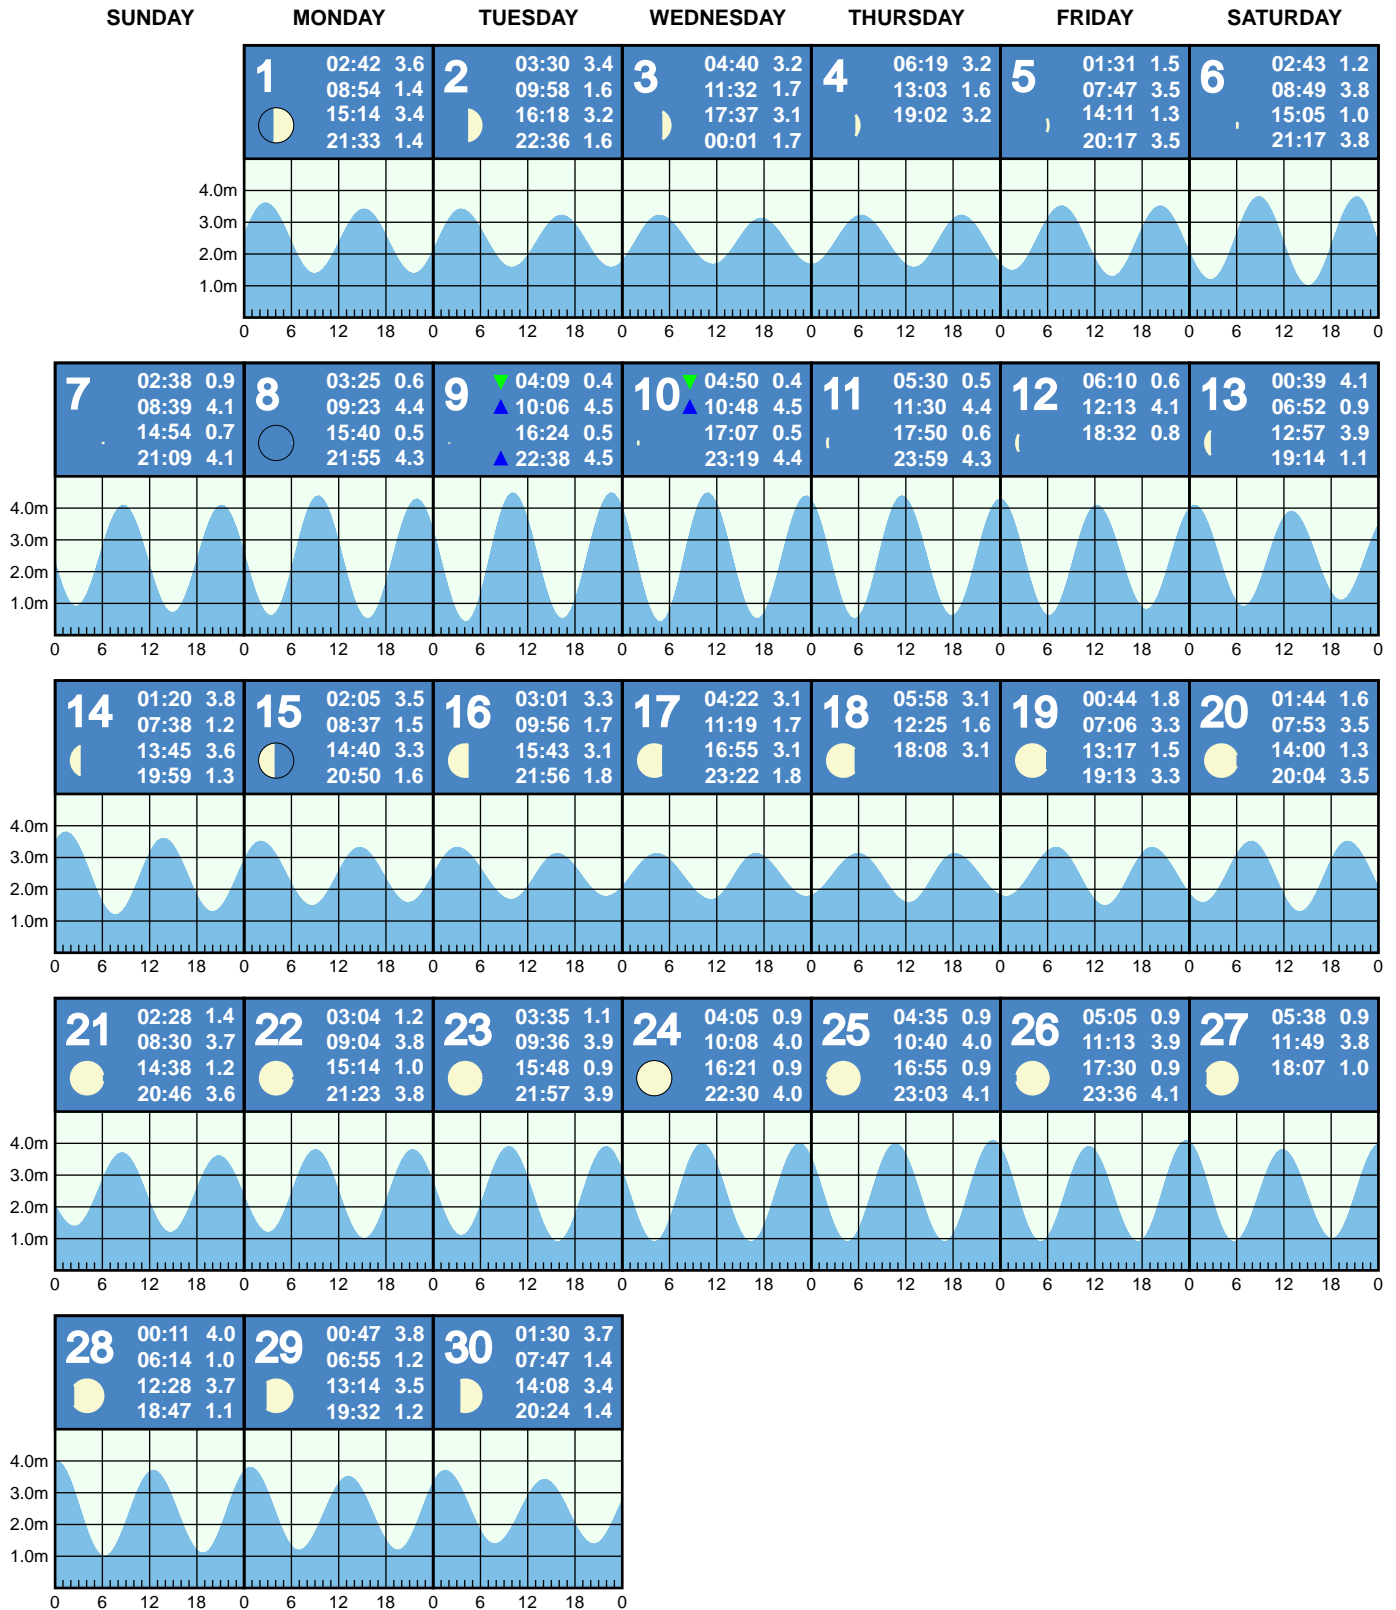 SUNDAY MONDAY TUESDAY WEDNESDAY THURSDAY FRIDAY SATURDAY
1 02:42 3.6 08:54 1.4 15:14 3.4 21:33 1.4
2 03:30 3.4 09:58 1.6 16:18 3.2 22:36 1.6
3 04:40 3.2 11:32 1.7 17:37 3.1 00:01 1.7
4 06:19 3.2 13:03 1.6 19:02 3.2
5 01:31 1.5 07:47 3.5 14:11 1.3 20:17 3.5
6 02:43 1.2 08:49 3.8 15:05 1.0 21:17 3.8
4.0m
3.0m
2.0m
1.0m
0 6 12 18 0 6 12 18 0 6 12 18 0 6 12 18 0 6 12 18 0 6 12 18 0
7 02:38 0.9 08:39 4.1 14:54 0.7 21:09 4.1
8 03:25 0.6 09:23 4.4 15:40 0.5 21:55 4.3
9 04:09 0.4 10:06 4.5 16:24 0.5 22:38 4.5
10 04:50 0.4 10:48 4.5 17:07 0.5 23:19 4.4
11 05:30 0.5 11:30 4.4 17:50 0.6 23:59 4.3
12 06:10 0.6 12:13 4.1 18:32 0.8
13 00:39 4.1 06:52 0.9 12:57 3.9 19:14 1.1
4.0m
3.0m
2.0m
1.0m
0 6 12 18 0 6 12 18 0 6 12 18 0 6 12 18 0 6 12 18 0 6 12 18 0 6 12 18 0
14 01:20 3.8 07:38 1.2 13:45 3.6 19:59 1.3
15 02:05 3.5 08:37 1.5 14:40 3.3 20:50 1.6
16 03:01 3.3 09:56 1.7 15:43 3.1 21:56 1.8
17 04:22 3.1 11:19 1.7 16:55 3.1 23:22 1.8
18 05:58 3.1 12:25 1.6 18:08 3.1
19 00:44 1.8 07:06 3.3 13:17 1.5 19:13 3.3
20 01:44 1.6 07:53 3.5 14:00 1.3 20:04 3.5
4.0m
3.0m
2.0m
1.0m
0 6 12 18 0 6 12 18 0 6 12 18 0 6 12 18 0 6 12 18 0 6 12 18 0 6 12 18 0
21 02:28 1.4 08:30 3.7 14:38 1.2 20:46 3.6
22 03:04 1.2 09:04 3.8 15:14 1.0 21:23 3.8
23 03:35 1.1 09:36 3.9 15:48 0.9 21:57 3.9
24 04:05 0.9 10:08 4.0 16:21 0.9 22:30 4.0
25 04:35 0.9 10:40 4.0 16:55 0.9 23:03 4.1
26 05:05 0.9 11:13 3.9 17:30 0.9 23:36 4.1
27 05:38 0.9 11:49 3.8 18:07 1.0
4.0m
3.0m
2.0m
1.0m
0 6 12 18 0 6 12 18 0 6 12 18 0 6 12 18 0 6 12 18 0 6 12 18 0 6 12 18 0
28 00:11 4.0 06:14 1.0 12:28 3.7 18:47 1.1
29 00:47 3.8 06:55 1.2 13:14 3.5 19:32 1.2
30 01:30 3.7 07:47 1.4 14:08 3.4 20:24 1.4
4.0m
3.0m
2.0m
1.0m
0 6 12 18 0 6 12 18 0 6 12 18 0